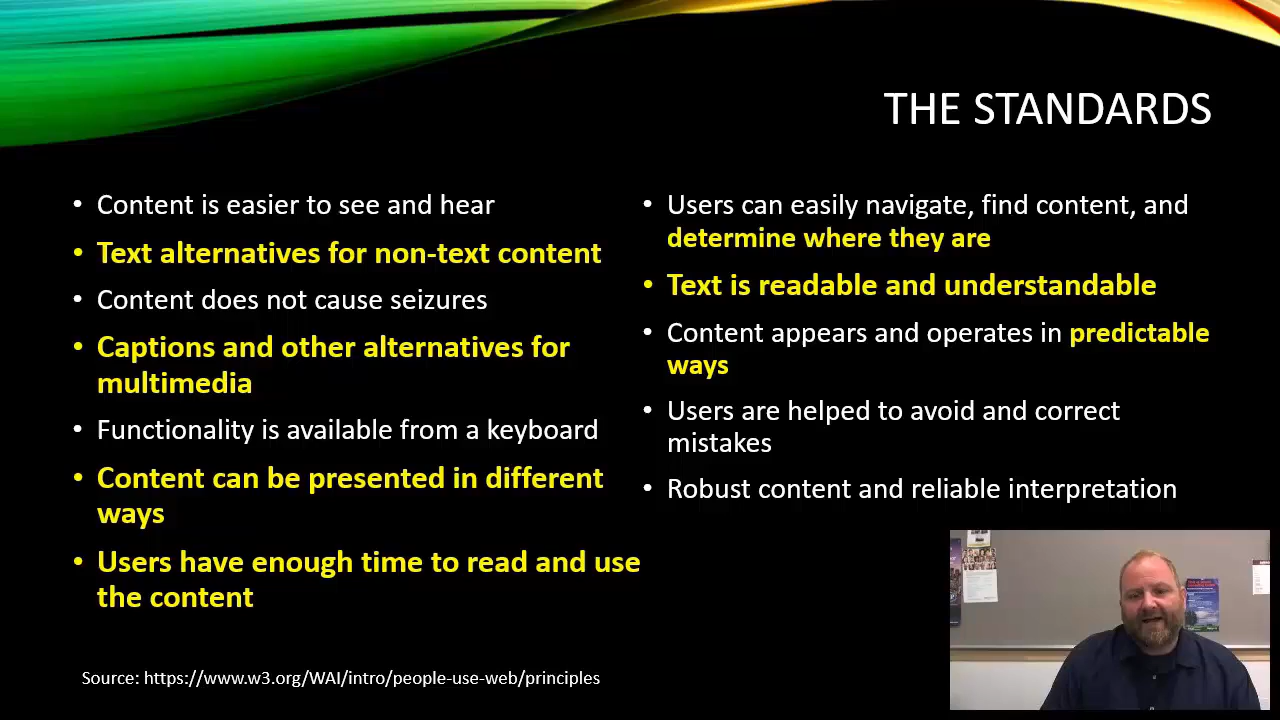 THE STANDARDS
• Content is easier to see and hear
• Text alternatives for non-text content
• Content does not cause seizures
• Captions and other alternatives for
multimedia
• Functionality is available from a keyboard
• Content can be presented in different
ways
• Users have enough time to read and use
the content
• Users can easily navigate, find content, and
determine where they are
• Text is readable and understandable
• Content appears and operates in predictable
ways
• Users are helped to avoid and correct
mistakes
• Robust content and reliable interpretation
Source: https://www.w3.org/WAI/intro/people-use-web/principles